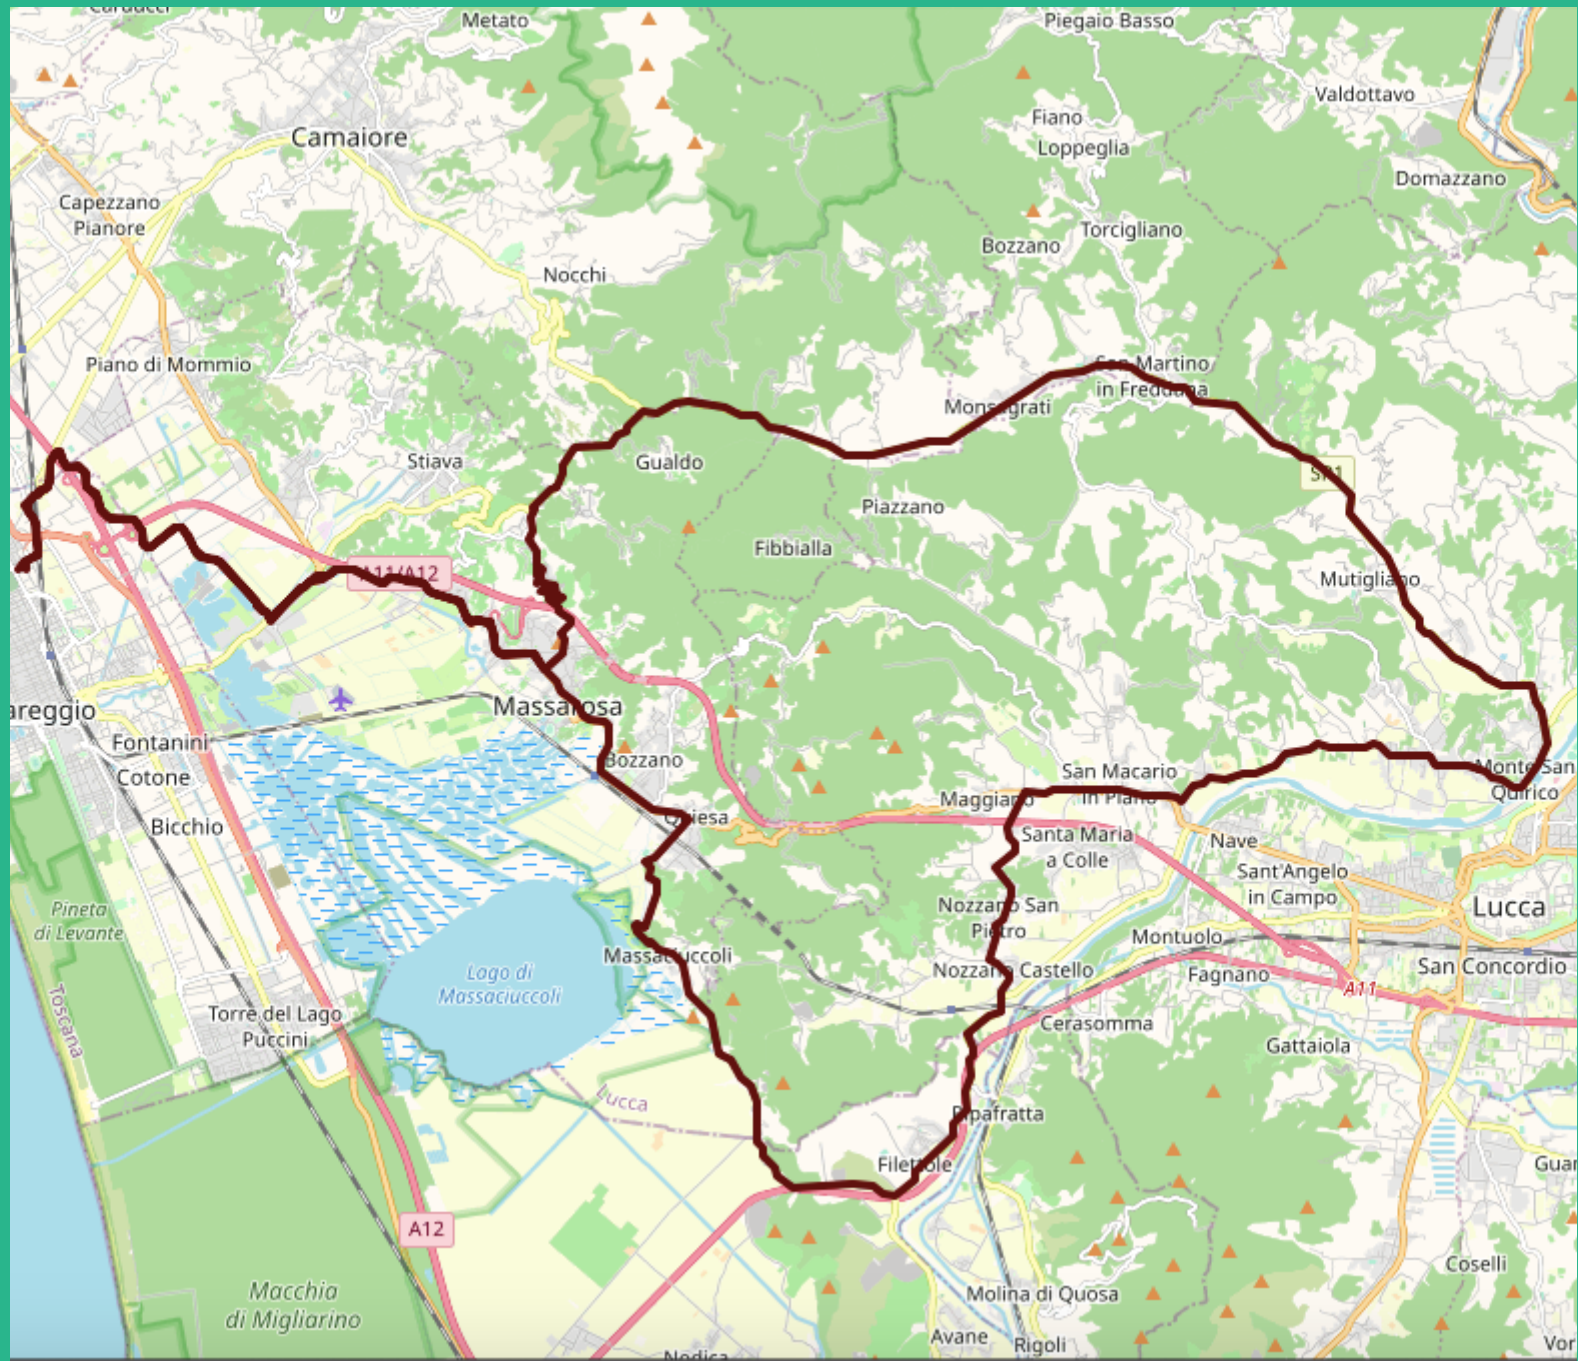 Metato
Piegaio Basso
Valdottavo
Camaiore
Fiano
Loppeglia
Domazzano
Capezzano
Pianore
Torcigliano
Bozzano
Nocchi
Piano di Mommio
San Martino
in Freddana
Monsagrati
Stiava
Gualdo
SP1
Piazzano
Fibbialla
A11/A12
Mutigliano
Massarosa
areggio
Fontanini
Bozzano
Cotone
San Macario
in Piano
Monte San
Quirico
Maggiano
Quiesa
Bicchio
Santa Maria
a Colle
Nave
Sant'Angelo
in Campo
Pineta
di Levante
Nozzano San
Pietro
Lucca
Montuolo
Massaciuccoli
Nozzano Castello
Fagnano
San Concordio
Lago di
Massaciuccoli
A11
Toscana
Torre del Lago
Puccini
Cerasomma
Gattaiola
Lucca
Ripafratta
Filettole
Guar
A12
Coselli
Macchia
di Migliarino
Molina di Quosa
Avane
Rigoli
Vor